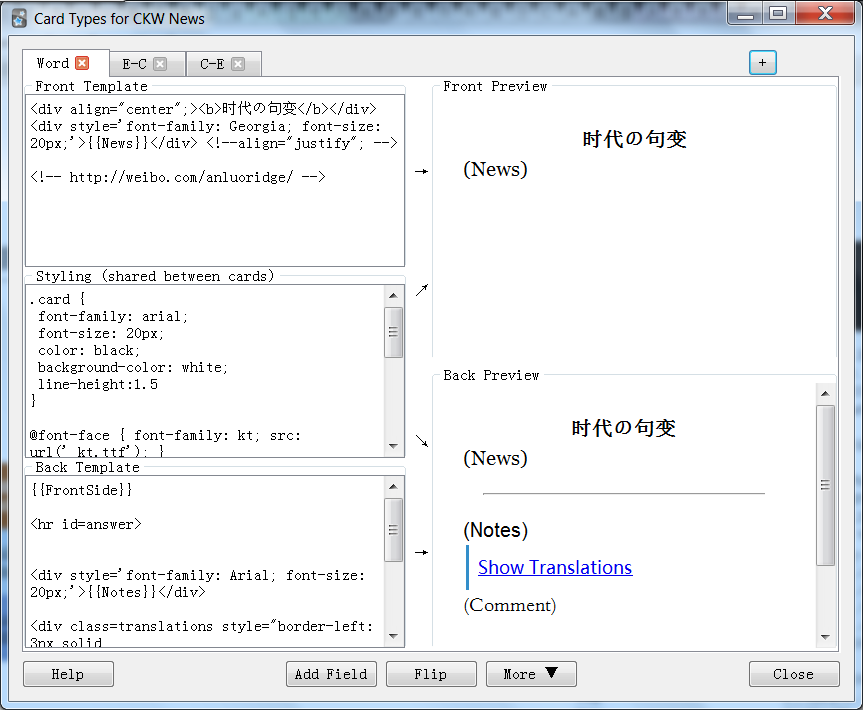 Card Types for CKW News
Word E-C C-E +
Front Template
<div align="center";><b>时代の句变</b></div>
<div style='font-family: Georgia; font-size:
20px;'>{{News}}</div> <!--align="justify"; -->
<!-- http://weibo.com/anluoridge/ -->
Styling (shared between cards)
.card {
font-family: arial;
font-size: 20px;
color: black;
background-color: white;
line-height:1.5
}
@font-face { font-family: kt; src:
url('_kt.ttf'); }
Back Template
{{FrontSide}}
<hr id=answer>
<div style='font-family: Arial; font-size:
20px;'>{{Notes}}</div>
<div class=translations style="border-left:
3px solid
Front Preview
时代の句变
(News)
Back Preview
时代の句变
(News)
(Notes)
Show Translations
(Comment)
Help Add Field Flip More ▼ Close